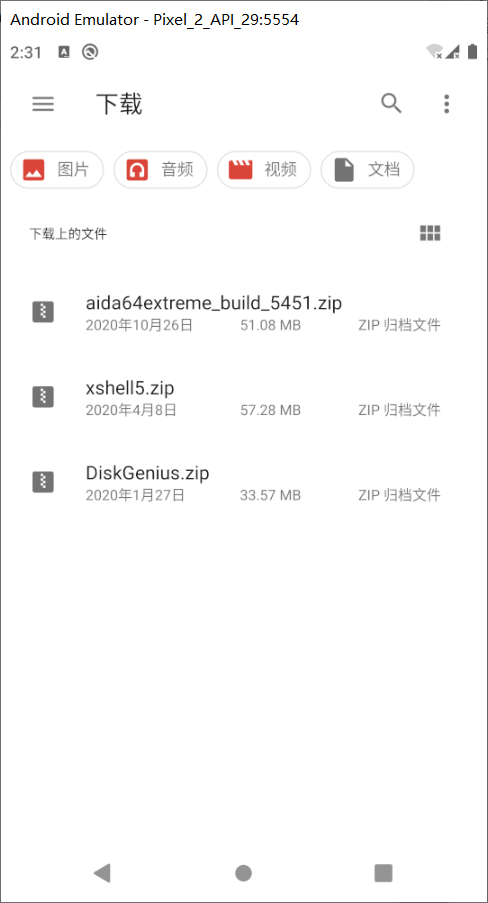 Android Emulator - Pixel_2_API_29:5554
2:31
下载
图片 音频 视频 文档
下载上的文件
aida64extreme_build_5451.zip
2020年10月26日 51.08 MB ZIP 归档文件
xshell5.zip
2020年4月8日 57.28 MB ZIP 归档文件
DiskGenius.zip
2020年1月27日 33.57 MB ZIP 归档文件